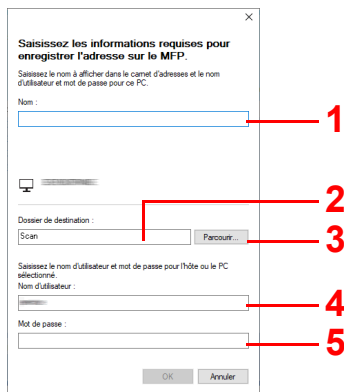 Saisissez les informations requises pour
enregistrer l'adresse sur le MFP.
Saisissez le nom à afficher dans le carnet d'adresses et le nom
d'utilisateur et mot de passe pour ce PC.
Nom :
1
2
Dossier de destination :
Scan
Parcourir...
3
Saisissez le nom d'utilisateur et mot de passe pour l'hôte ou le PC
sélectionné.
Nom d'utilisateur :
4
Mot de passe :
5
OK
Annuler